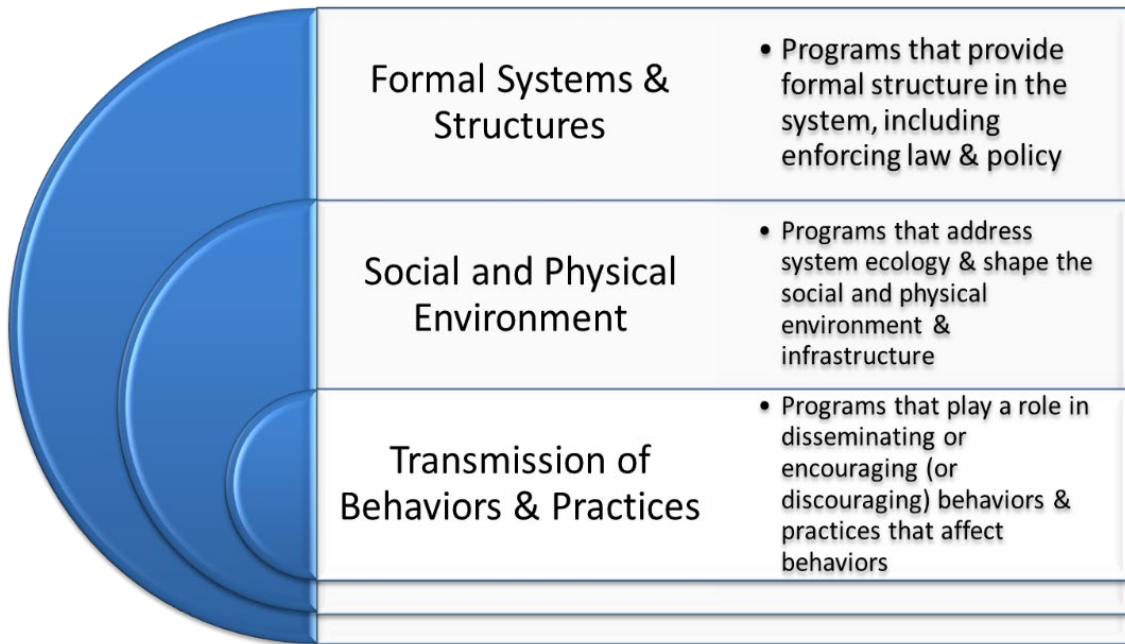 Formal Systems &
Structures
• Programs that provide
formal structure in the
system, including
enforcing law & policy
Social and Physical
Environment
• Programs that address
system ecology & shape the
social and physical
environment &
infrastructure
Transmission of
Behaviors & Practices
• Programs that play a role in
disseminating or
encouraging (or
discouraging) behaviors &
practices that affect
behaviors